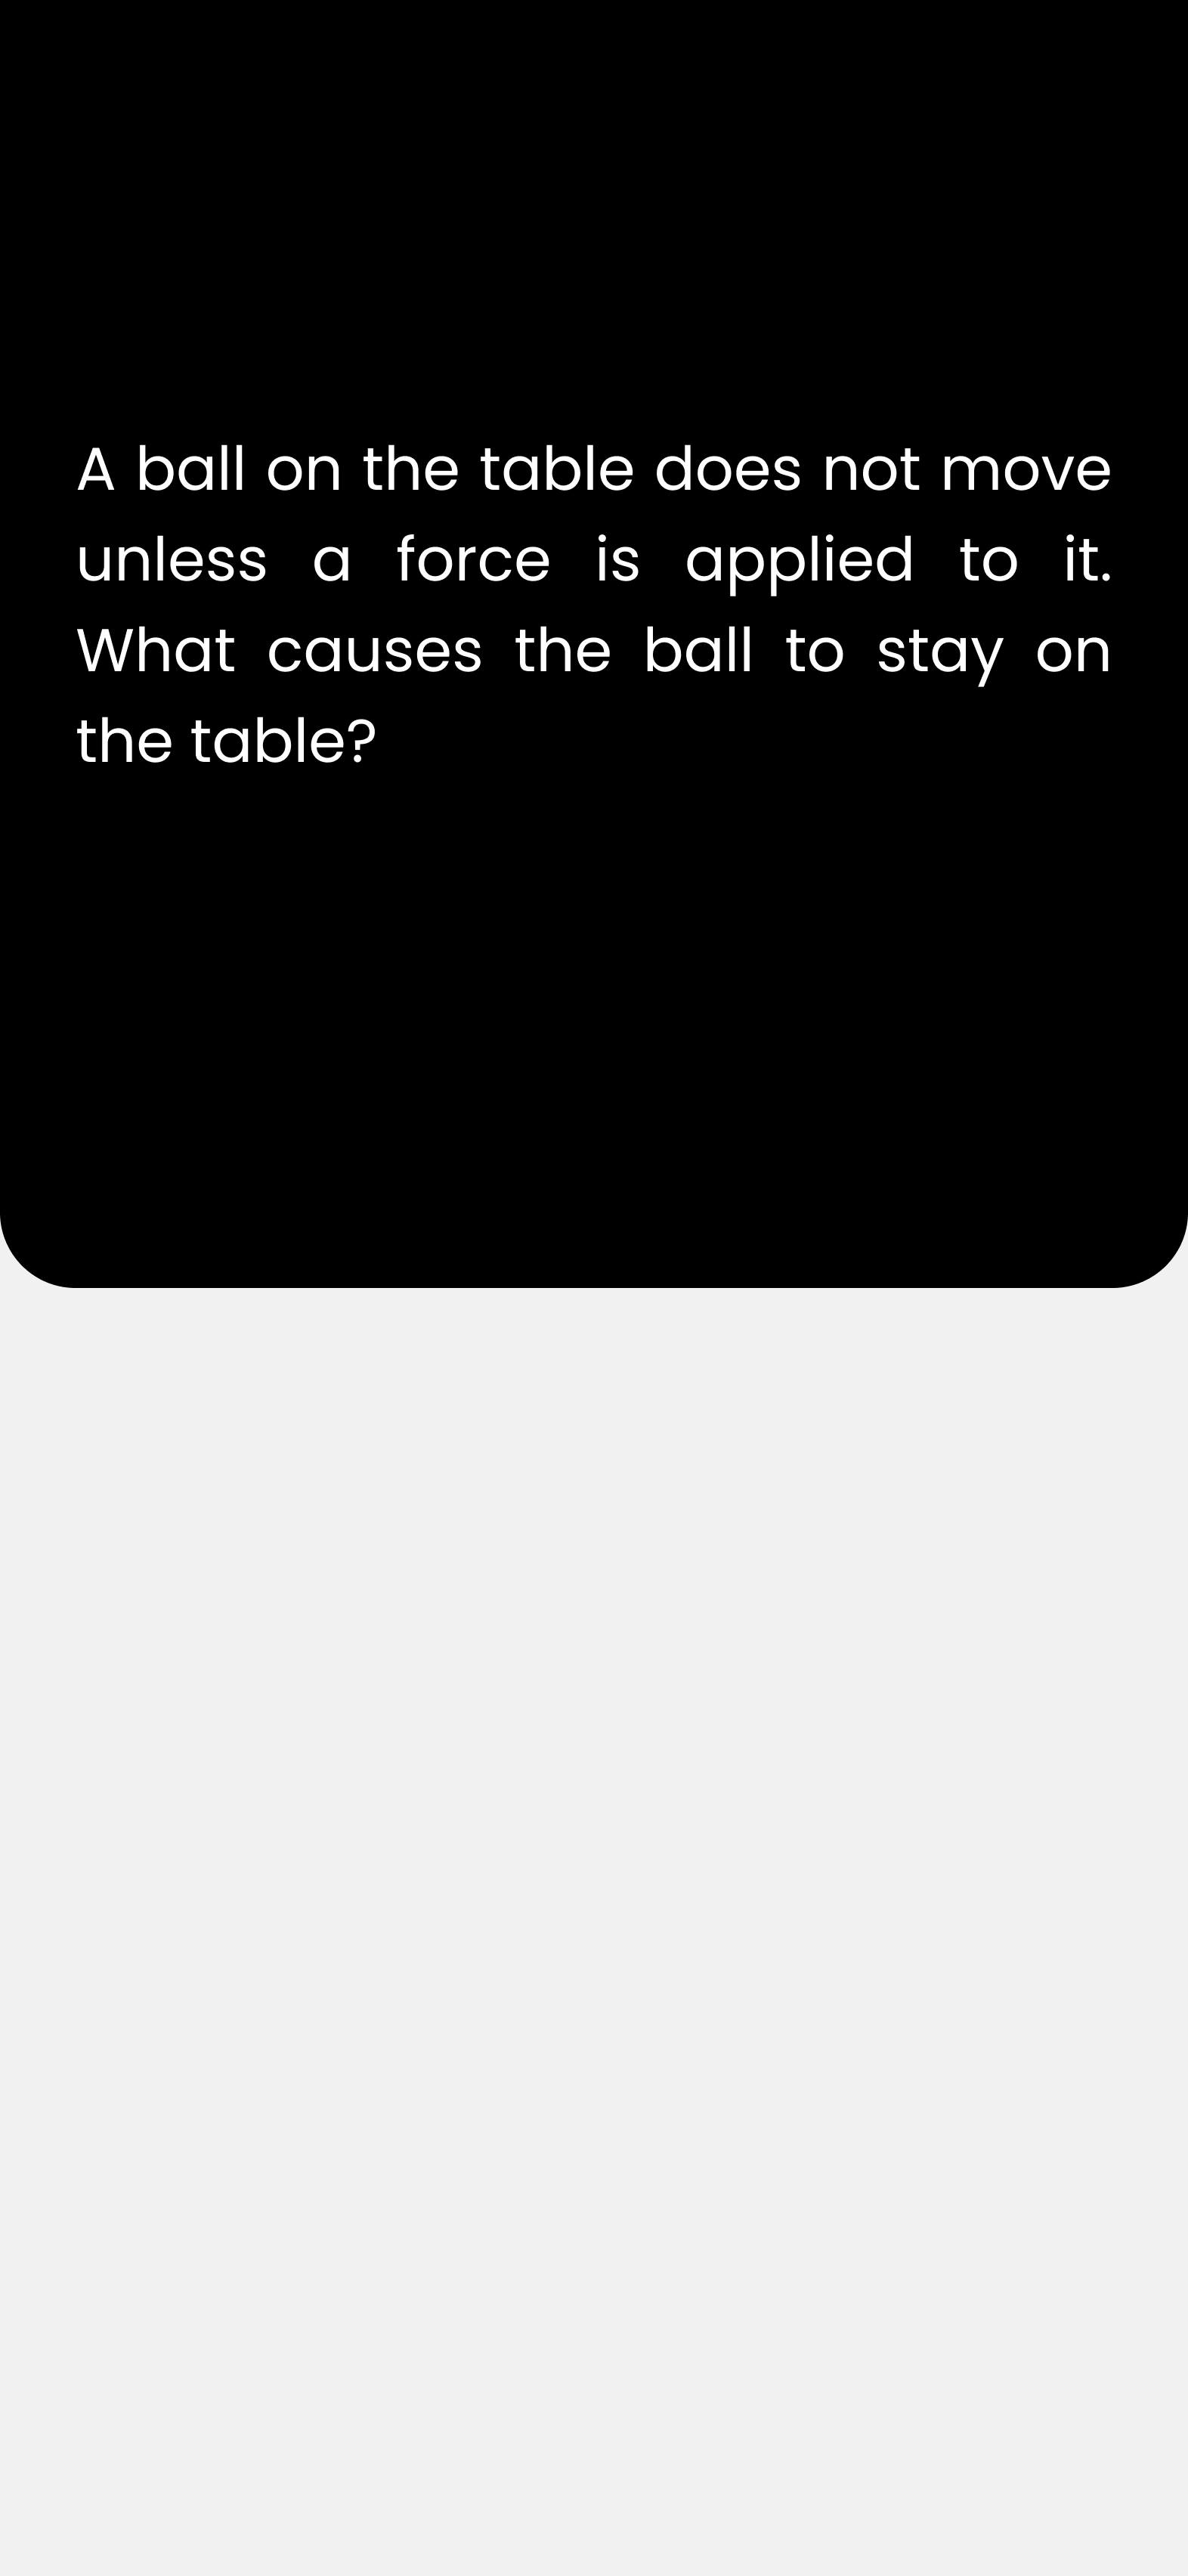 A ball on the table does not move
unless a force is applied to it.
What causes the ball to stay on
the table?